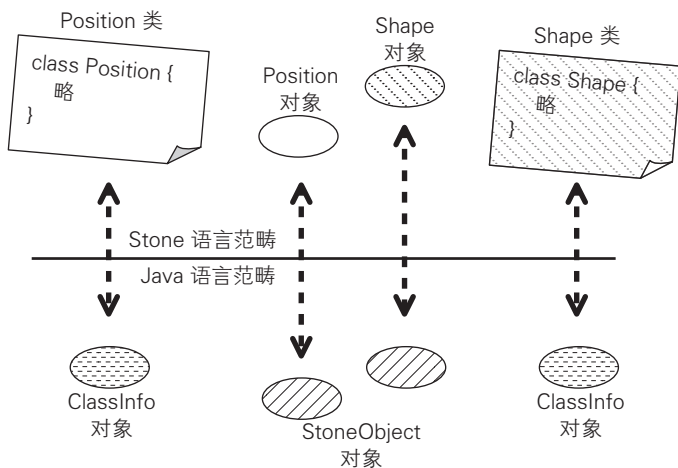 Position 类
class Position {
略
}
Position
对象
Shape
对象
Shape 类
class Shape {
略
}
Stone 语言范畴
Java 语言范畴
ClassInfo
对象
StoneObject
对象
ClassInfo
对象